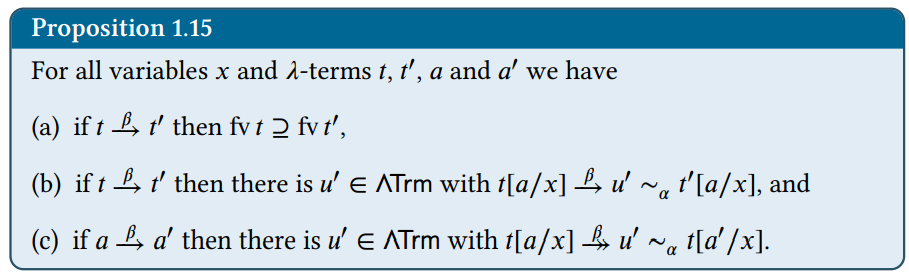 Proposition 1.15
For all variables x and λ-terms t, t′, a and a′ we have
(a) if t →β t′ then fv t ⊇ fv t′,
(b) if t →β t′ then there is u′ ∈ ΛTrm with t[a/x] →β u′ ∼α t′[a/x], and
(c) if a →β a′ then there is u′ ∈ ΛTrm with t[a/x] ↠β u′ ∼α t[a′/x].